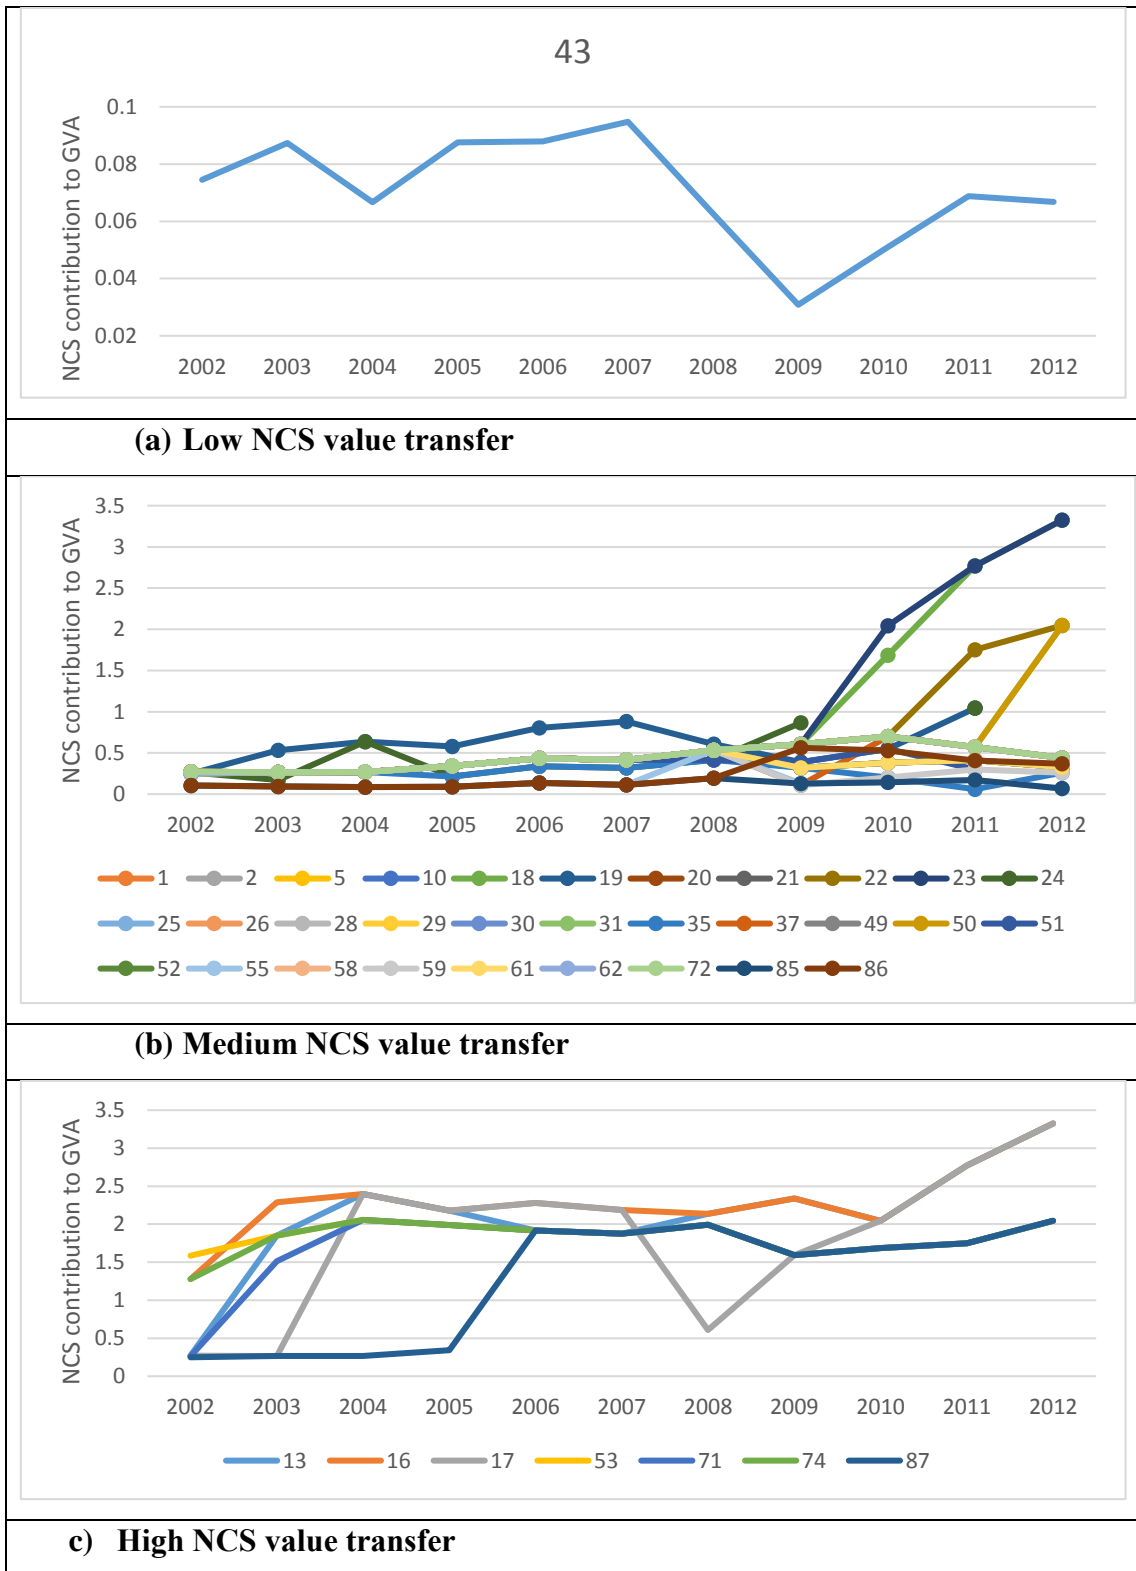 43
NCS contribution to GVA
0.1
0.08
0.06
0.04
0.02
2002 2003 2004 2005 2006 2007 2008 2009 2010 2011 2012
(a) Low NCS value transfer
NCS contribution to GVA
3.5
3
2.5
2
1.5
1
0.5
0
2002 2003 2004 2005 2006 2007 2008 2009 2010 2011 2012
1 2 5 10 18 19 20 21 22 23 24
25 26 28 29 30 31 35 37 49 50 51
52 55 58 59 61 62 72 85 86
(b) Medium NCS value transfer
NCS contribution to GVA
3.5
3
2.5
2
1.5
1
0.5
0
2002 2003 2004 2005 2006 2007 2008 2009 2010 2011 2012
13 16 17 53 71 74 87
c) High NCS value transfer